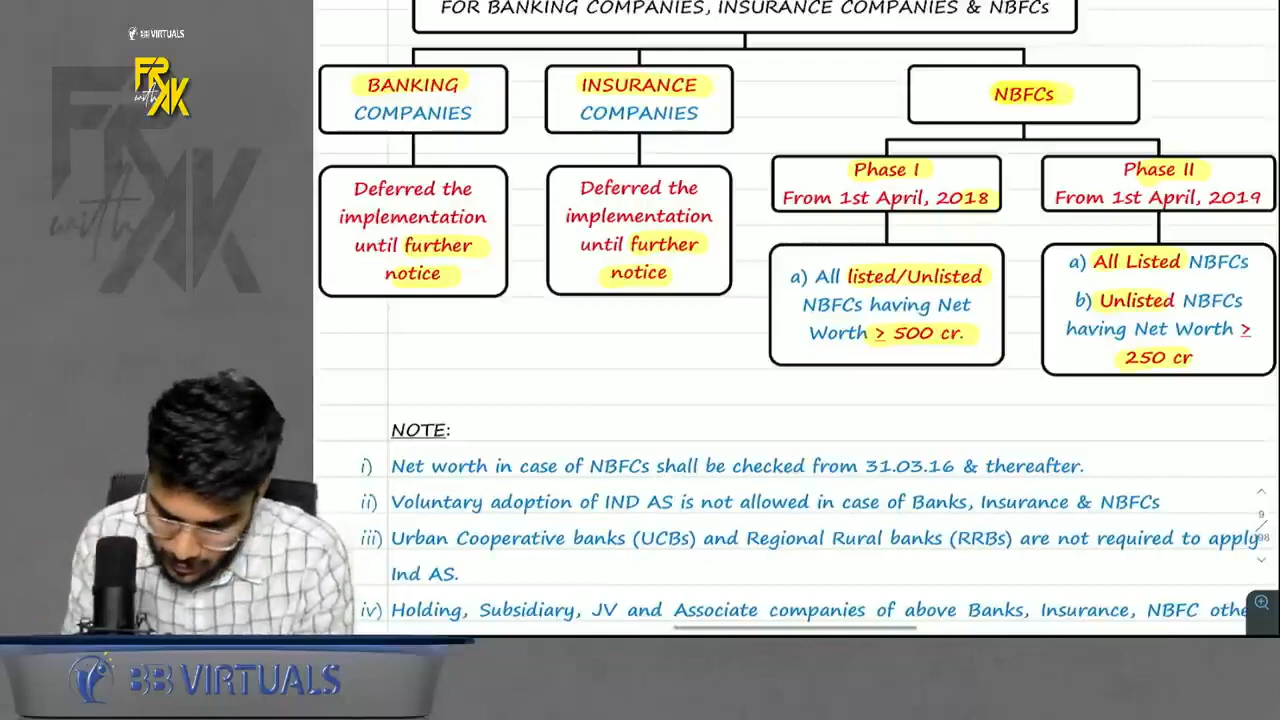 BB VIRTUALS
FR
with AK
FOR BANKING COMPANIES, INSURANCE COMPANIES & NBFCs
BANKING
COMPANIES
INSURANCE
COMPANIES
NBFCs
Deferred the
implementation
until further
notice
Deferred the
implementation
until further
notice
Phase I
From 1st April, 2018
Phase II
From 1st April, 2019
a) All listed/Unlisted
NBFCs having Net
Worth ≥ 500 cr.
a) All Listed NBFCs
b) Unlisted NBFCs
having Net Worth ≥
250 cr
NOTE:
i) Net worth in case of NBFCs shall be checked from 31.03.16 & thereafter.
ii) Voluntary adoption of IND AS is not allowed in case of Banks, Insurance & NBFCs
iii) Urban Cooperative banks (UCBs) and Regional Rural banks (RRBs) are not required to apply
Ind AS.
iv) Holding, Subsidiary, JV and Associate companies of above Banks, Insurance, NBFC othe
9
BB VIRTUALS